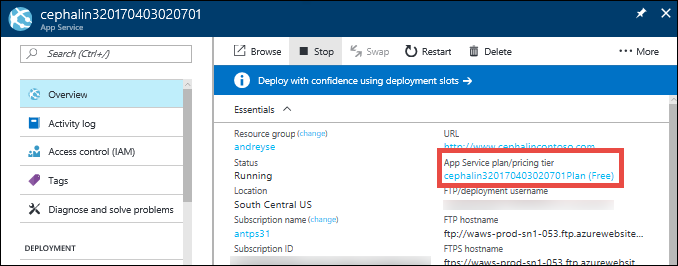 cephalin320170403020701
App Service
Search (Ctrl+/)
Overview
Activity log
Access control (IAM)
Tags
Diagnose and solve problems
DEPLOYMENT
Browse Stop Swap Restart Delete ··· More
Deploy with confidence using deployment slots →
Essentials
Resource group (change)
andreyse
Status
Running
Location
South Central US
Subscription name (change)
antps31
Subscription ID
URL
http://www.cephalincontoso.com
App Service plan/pricing tier
cephalin320170403020701Plan (Free)
FTP/deployment username
FTP hostname
ftp://waws-prod-sn1-053.ftp.azurewebsite...
FTPS hostname
ftps://waws-prod-sn1-053.ftp.azurewebsite...